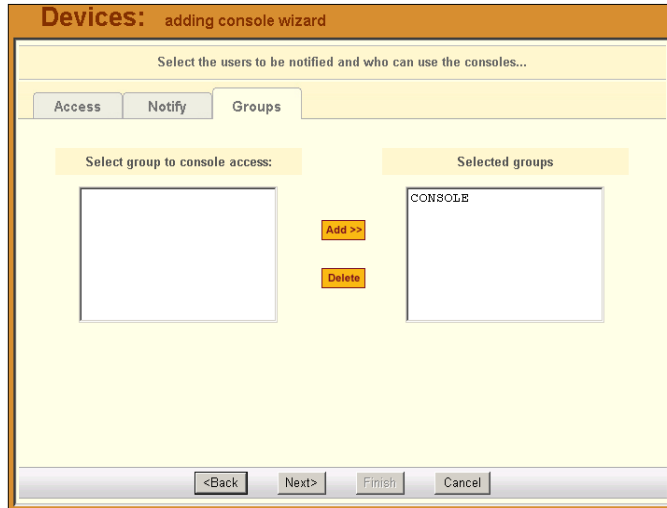 Devices: adding console wizard
Select the users to be notified and who can use the consoles...
Access Notify Groups
Select group to console access: Selected groups
CONSOLE
Add >>
Delete
<Back Next> Finish Cancel